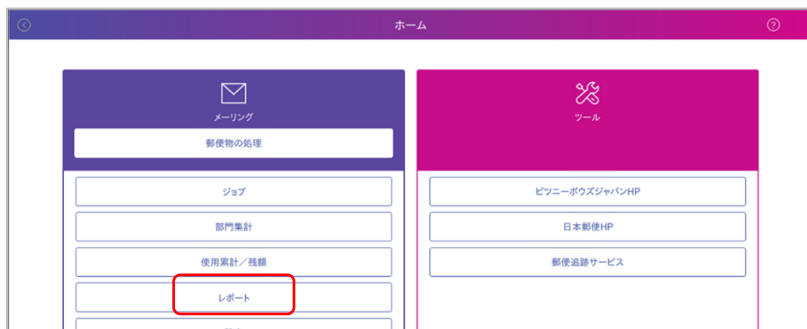 ホーム
メーリング
郵便物の処理
ジョブ
部門集計
使用累計／残額
レポート
ツール
ピツニーボウズジャパンHP
日本郵便HP
郵便追跡サービス